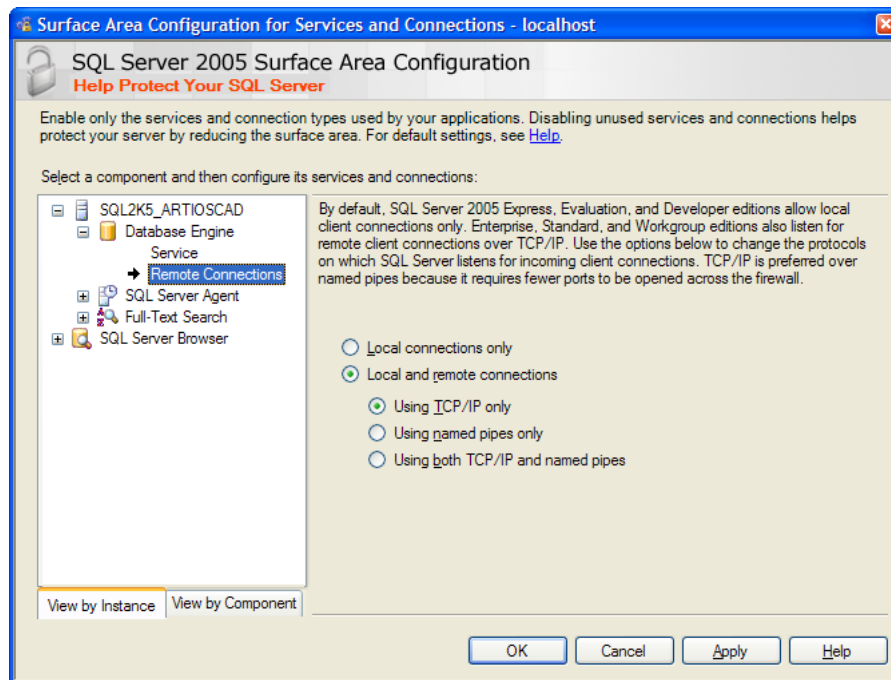 Surface Area Configuration for Services and Connections - localhost
SQL Server 2005 Surface Area Configuration
Help Protect Your SQL Server
Enable only the services and connection types used by your applications. Disabling unused services and connections helps
protect your server by reducing the surface area. For default settings, see Help.
Select a component and then configure its services and connections:
SQL2K5_ARTIOSCAD
Database Engine
Service
Remote Connections
SQL Server Agent
Full-Text Search
SQL Server Browser
View by Instance
View by Component
By default, SQL Server 2005 Express, Evaluation, and Developer editions allow local
client connections only. Enterprise, Standard, and Workgroup editions also listen for
remote client connections over TCP/IP. Use the options below to change the protocols
on which SQL Server listens for incoming client connections. TCP/IP is preferred over
named pipes because it requires fewer ports to be opened across the firewall.
Local connections only
Local and remote connections
Using TCP/IP only
Using named pipes only
Using both TCP/IP and named pipes
OK
Cancel
Apply
Help